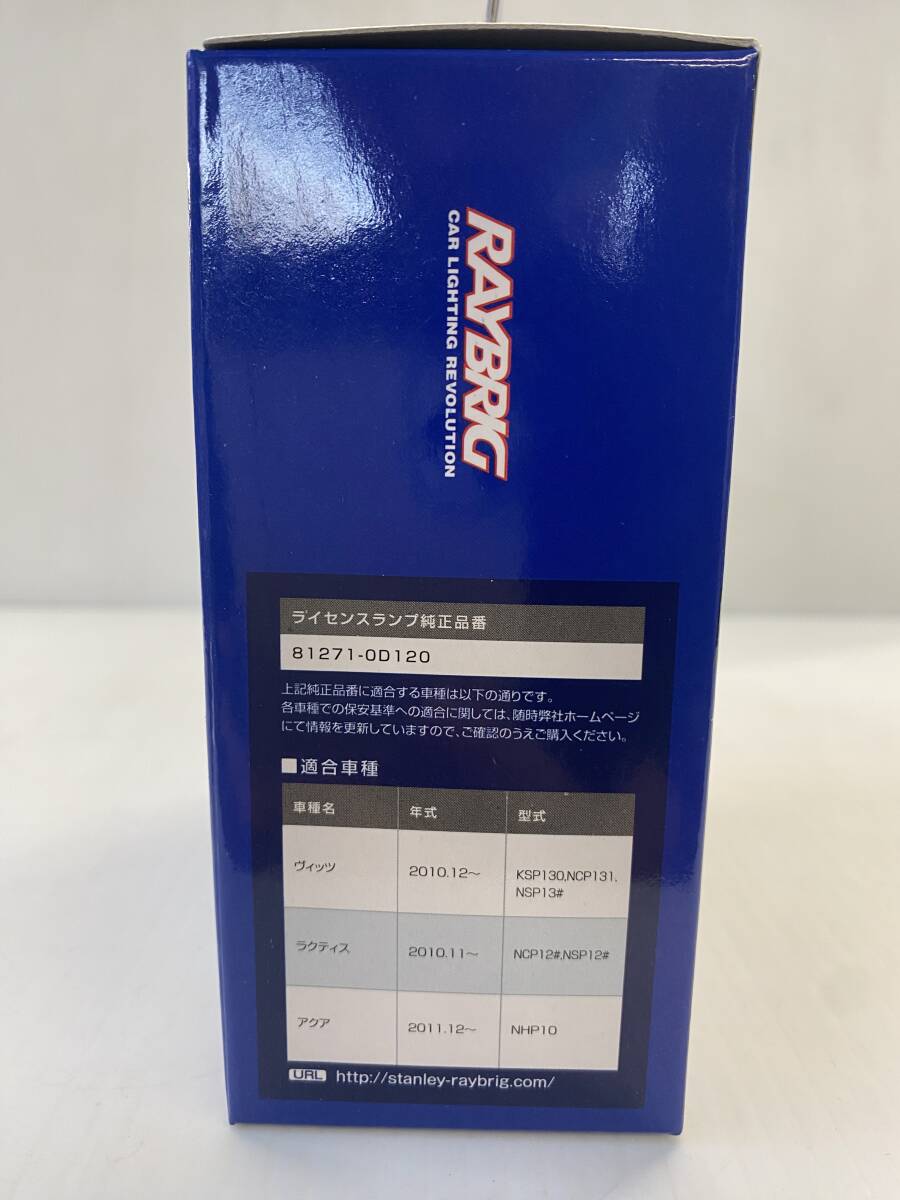 RAYBRIG
CAR LIGHTING REVOLUTION
ライセンスランプ純正品番
81271-0D120
上記純正品番に適合する車種は以下の通りです。
各車種での保安基準への適合に関しては、随時弊社ホームページ
にて情報を更新していますので、ご確認のうえご購入ください。
■適合車種
車種名 年式 型式
ヴィッツ 2010.12〜 KSP130,NCP131,
NSP13#
ラクティス 2010.11〜 NCP12#,NSP12#
アクア 2011.12〜 NHP10
URL http://stanley-raybrig.com/